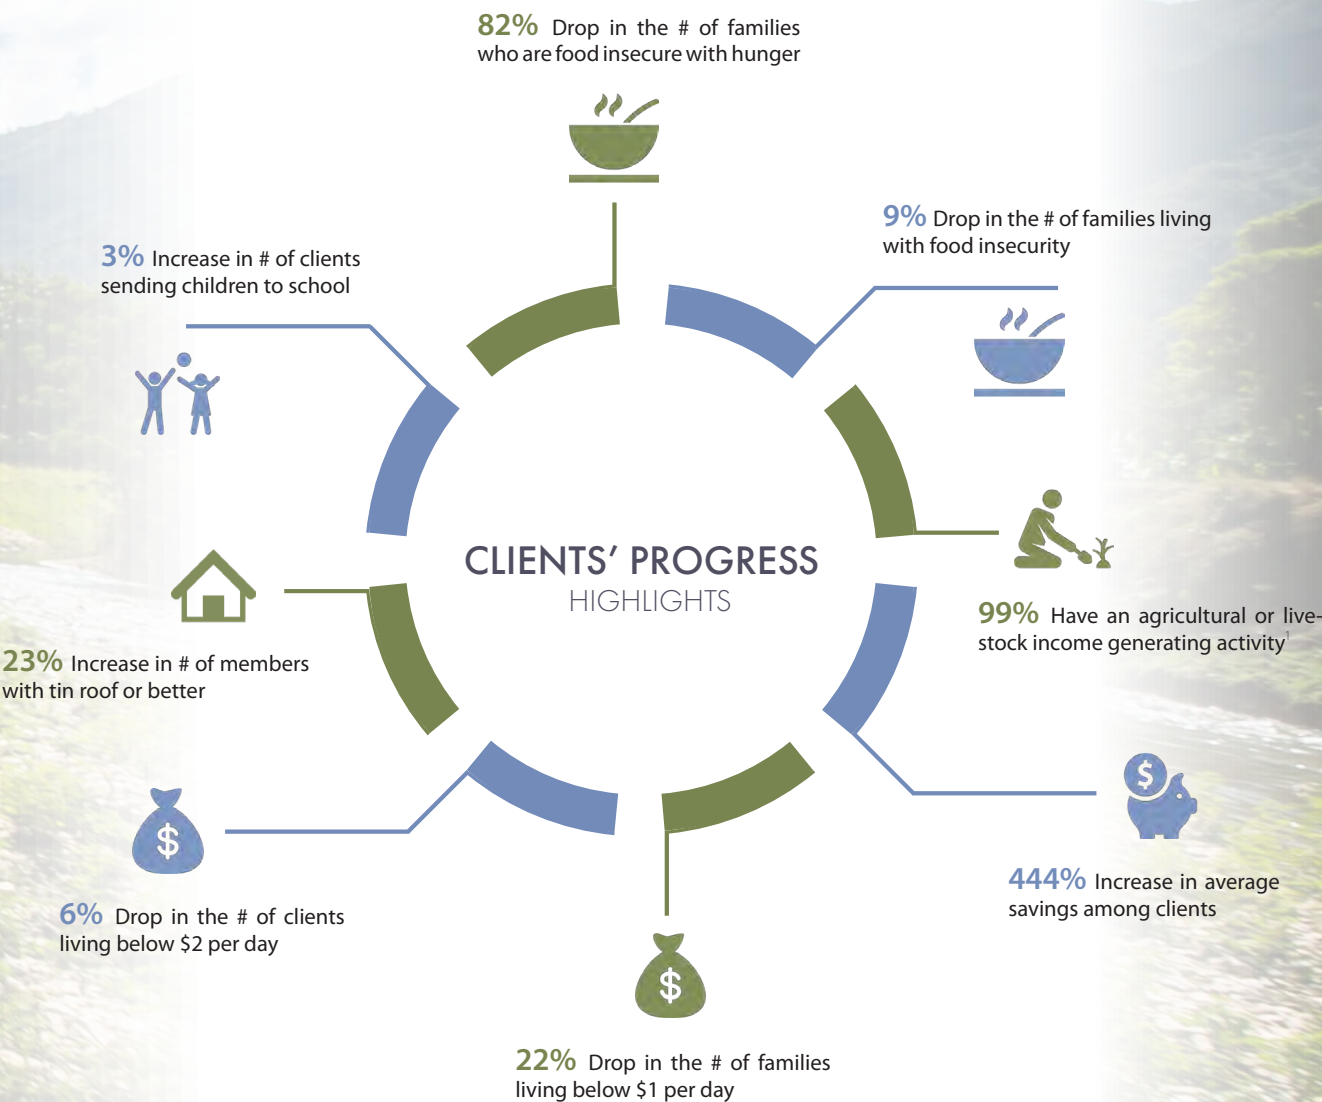 82% Drop in the # of families
who are food insecure with hunger
9% Drop in the # of families living
with food insecurity
3% Increase in # of clients
sending children to school
CLIENTS’ PROGRESS
HIGHLIGHTS
99% Have an agricultural or live-
stock income generating activity1
23% Increase in # of members
with tin roof or better
$
$
444% Increase in average
savings among clients
6% Drop in the # of clients
living below $2 per day
$
22% Drop in the # of families
living below $1 per day